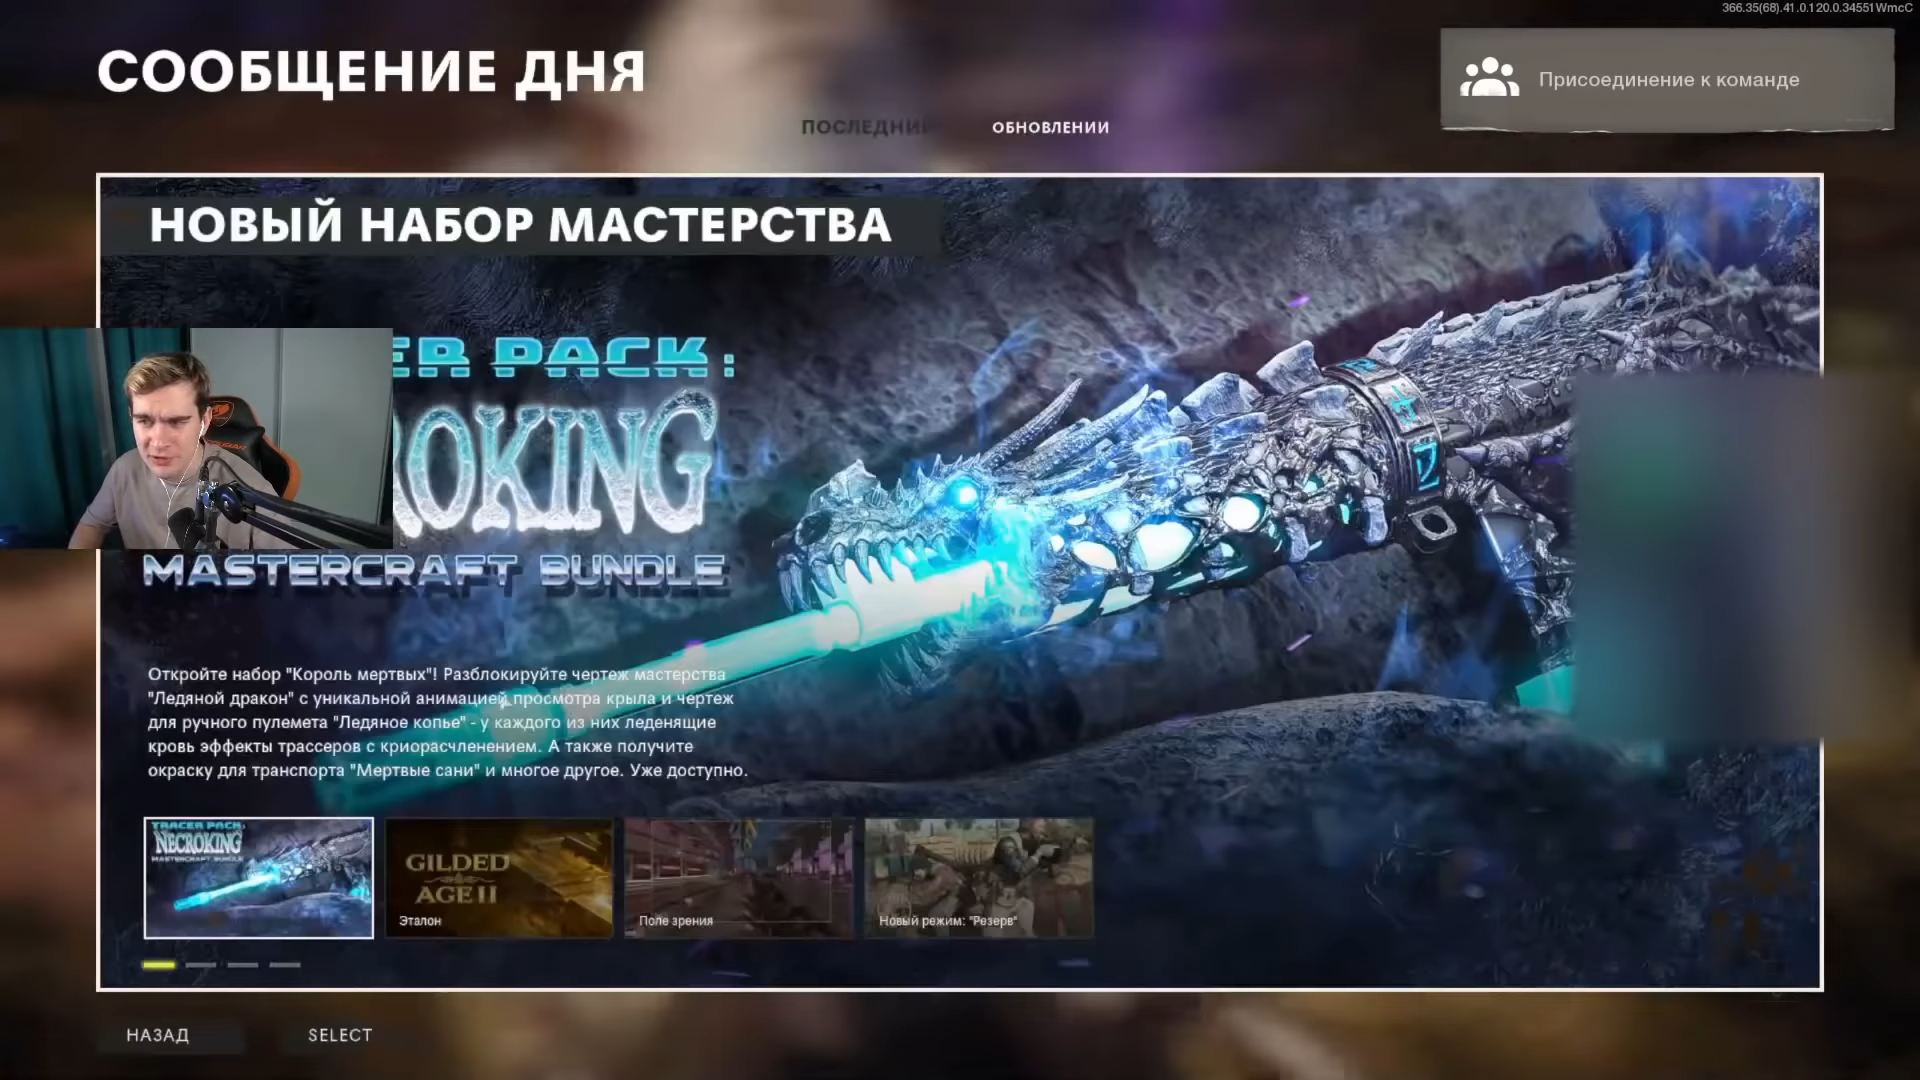 366.35(68).41.0.120.0.34551WmcC
СООБЩЕНИЕ ДНЯ
Присоединение к команде
ОБНОВЛЕНИИ
НОВЫЙ НАБОР МАСТЕРСТВА
PACK:
MASTERCRAFT BUNDLE
Откройте набор "Король мертвых"! Разблокируйте чертеж мастерства
"Ледяной дракон" с уникальной анимацией просмотра крыла и чертеж
для ручного пулемета "Ледяное копье" - у каждого из них леденящие
кровь эффекты трассеров с криорасчленением. А также получите
окраску для транспорта "Мертвые сани" и многое другое. Уже доступно.
TRACER PACK:
NECROKING
MASTERCRAFT BUNDLE
GILDED
AGE II
Эталон
Поле зрения
Новый режим: "Резерв"
НАЗАД
SELECT